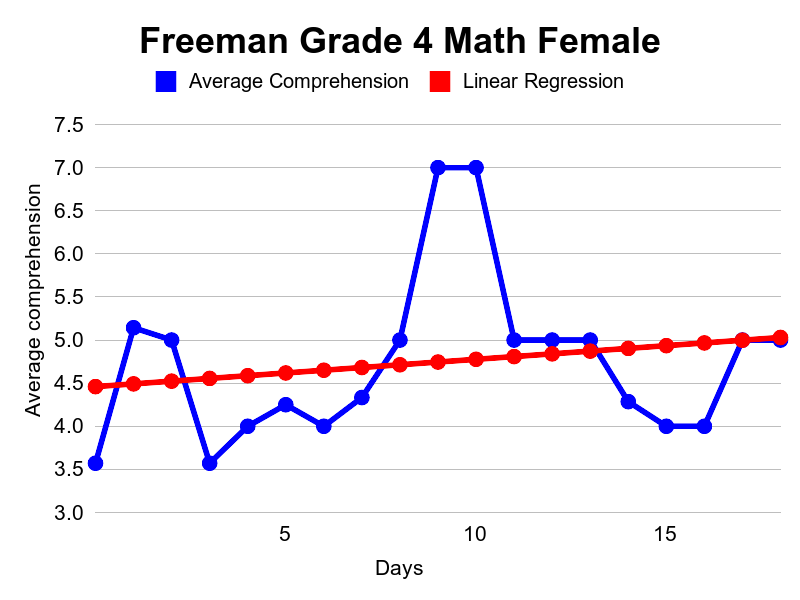 Freeman Grade 4 Math Female
Average Comprehension Linear Regression
Average comprehension
7.5
7.0
6.5
6.0
5.5
5.0
4.5
4.0
3.5
3.0
5 10 15
Days